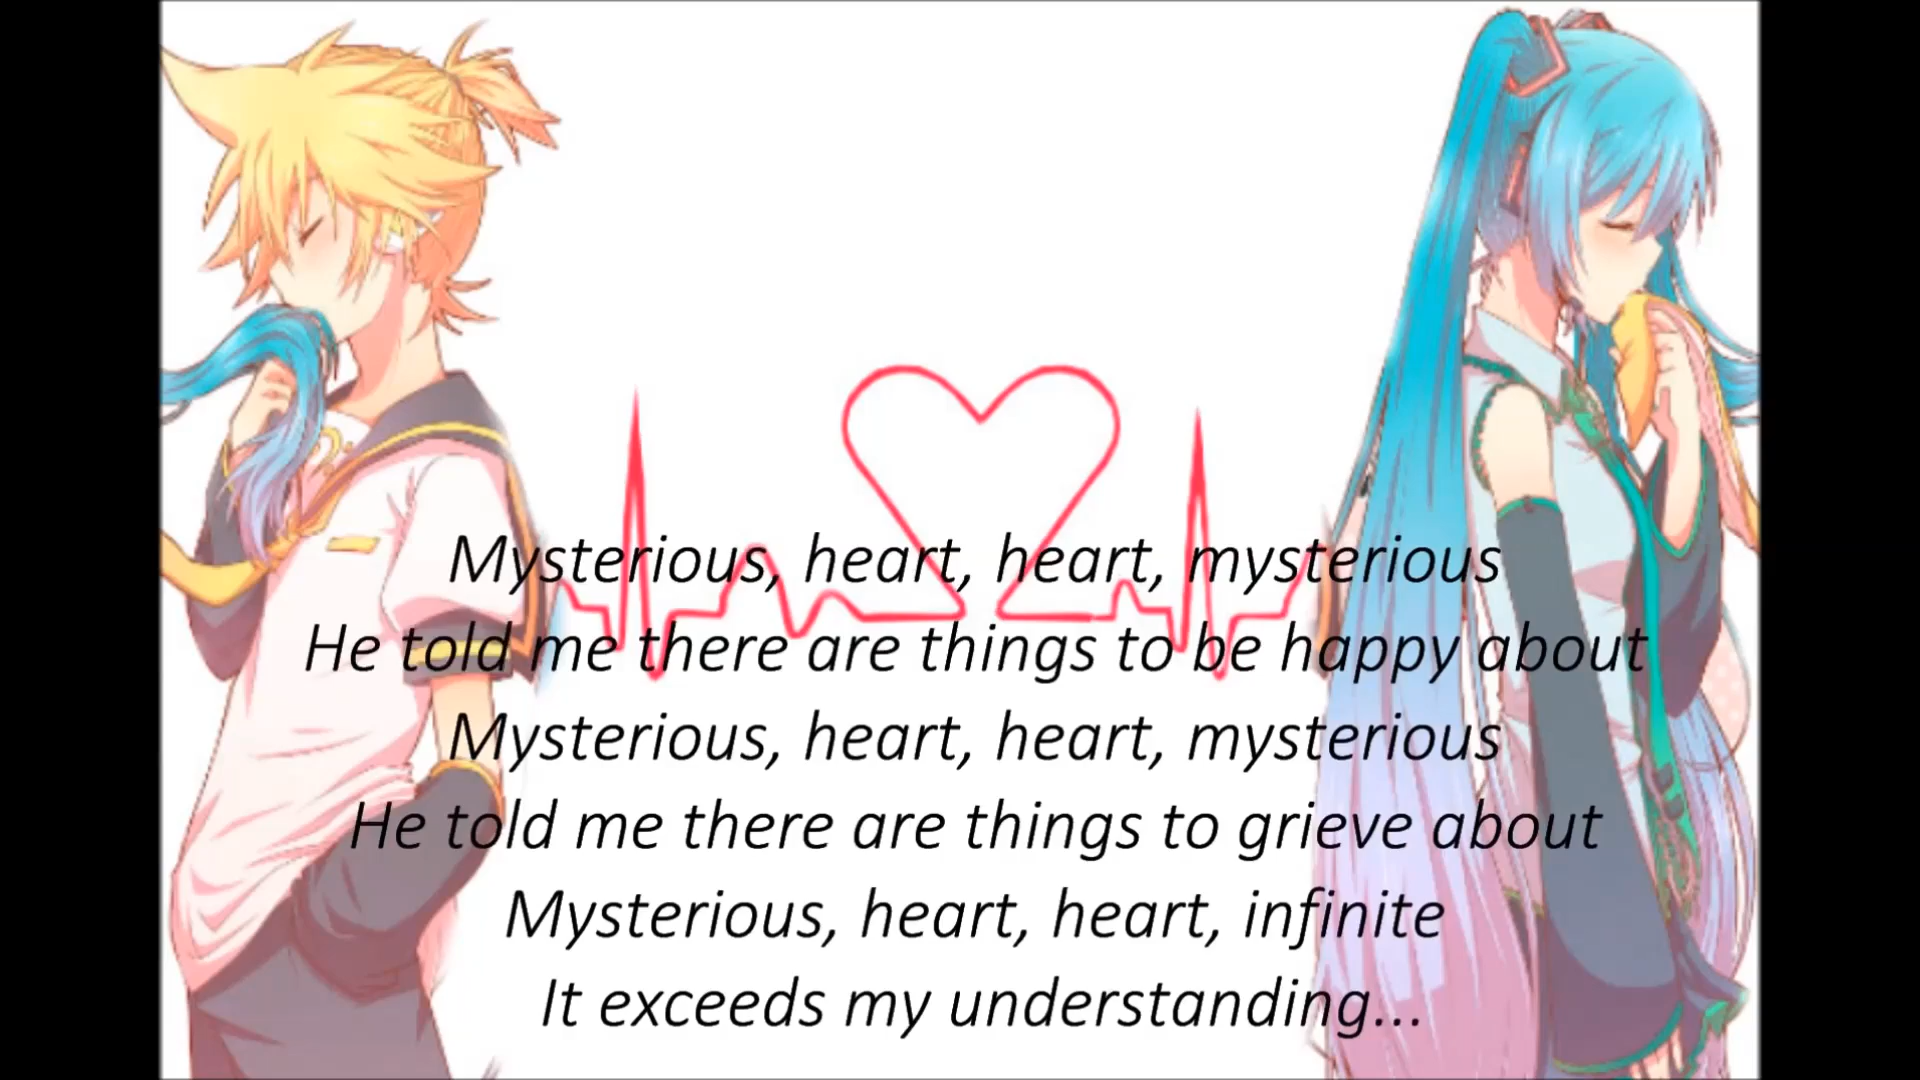 Mysterious, heart, heart, mysterious
He told me there are things to be happy about
Mysterious, heart, heart, mysterious
He told me there are things to grieve about
Mysterious, heart, heart, infinite
It exceeds my understanding...